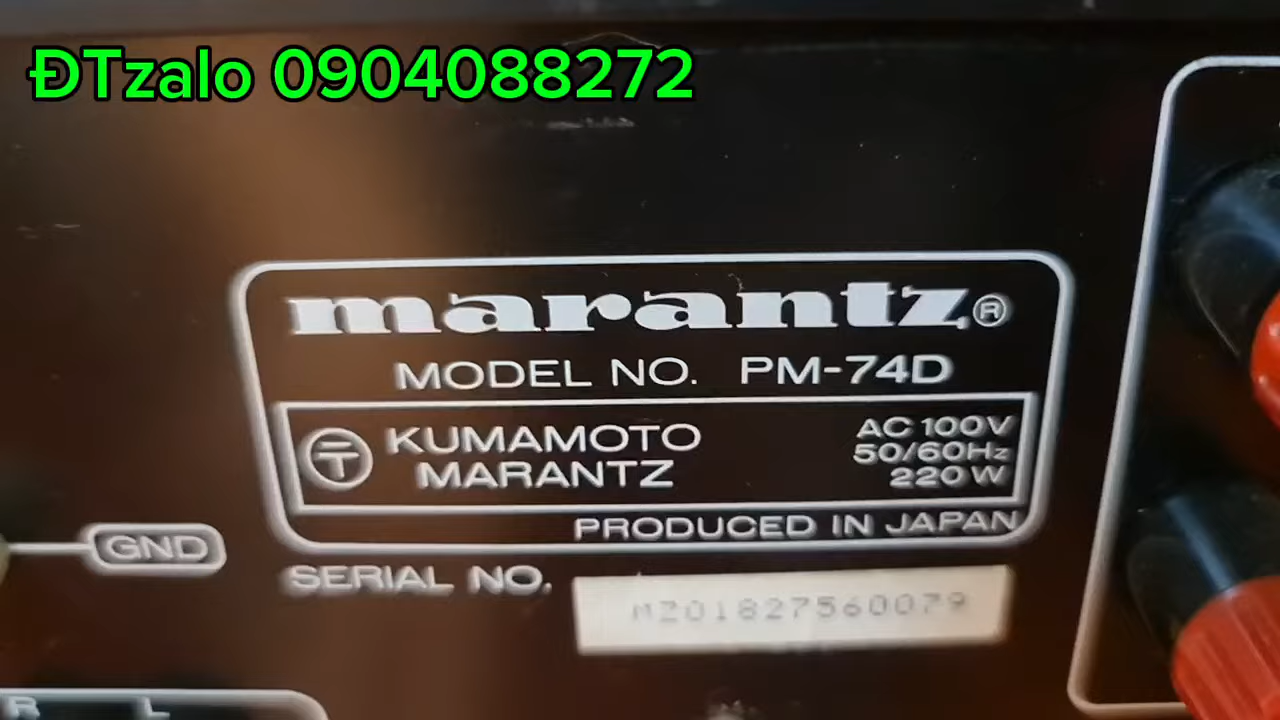 ĐTzalo 0904088272
marantz®
MODEL NO. PM-74D
KUMAMOTO
MARANTZ
AC 100V
50/60Hz
220W
PRODUCED IN JAPAN
GND
SERIAL NO.
MZ01827560079
R L